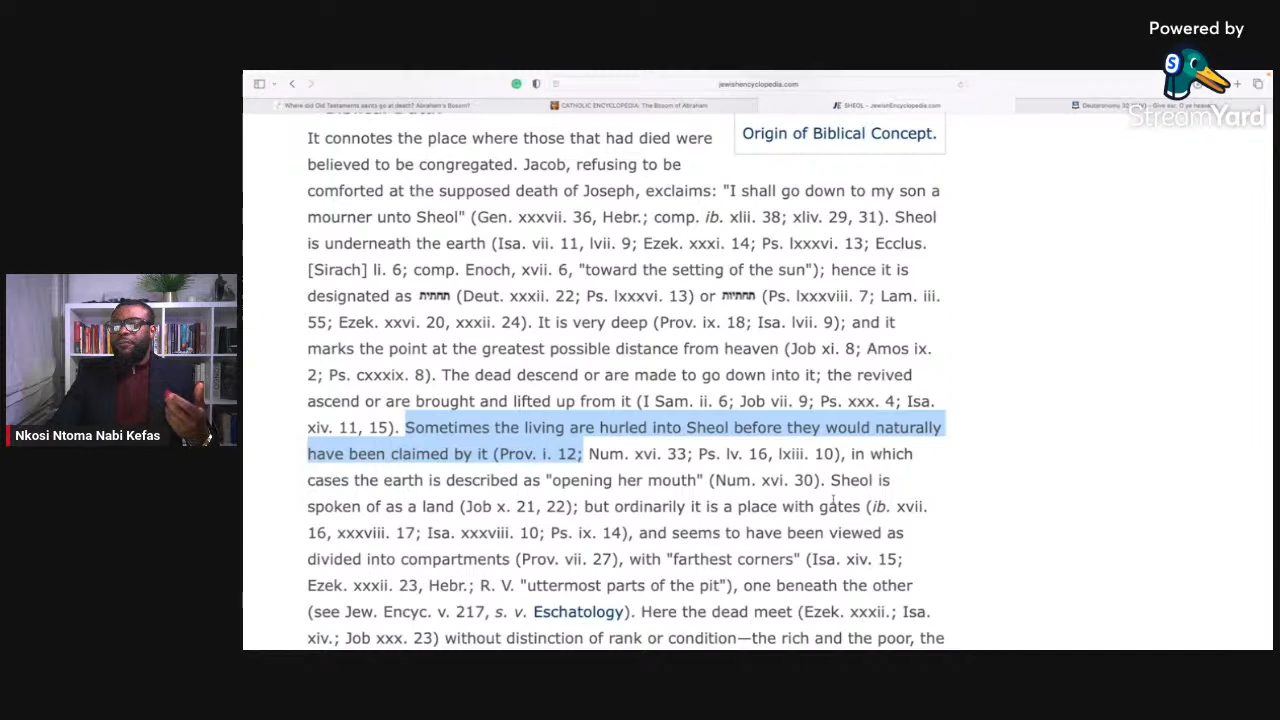 Powered by
S
StreamYard
jewishencyclopedia.com
Where did Old Testaments saints go at death? Abraham's Bosom?
CATHOLIC ENCYCLOPEDIA: The Bosom of Abraham
SHEOL - JewishEncyclopedia.com
It connotes the place where those that had died were
believed to be congregated. Jacob, refusing to be
Origin of Biblical Concept.
comforted at the supposed death of Joseph, exclaims: "I shall go down to my son a
mourner unto Sheol" (Gen. xxxvii. 36, Hebr.; comp. ib. xlii. 38; xliv. 29, 31). Sheol
is underneath the earth (Isa. vii. 11, lvii. 9; Ezek. xxxi. 14; Ps. lxxxvi. 13; Ecclus.
[Sirach] li. 6; comp. Enoch, xvii. 6, "toward the setting of the sun"); hence it is
designated as תחתית (Deut. xxxii. 22; Ps. lxxxvi. 13) or תחתיות (Ps. lxxxviii. 7; Lam. iii.
55; Ezek. xxvi. 20, xxxii. 24). It is very deep (Prov. ix. 18; Isa. lvii. 9); and it
marks the point at the greatest possible distance from heaven (Job xi. 8; Amos ix.
2; Ps. cxxxix. 8). The dead descend or are made to go down into it; the revived
ascend or are brought and lifted up from it (I Sam. ii. 6; Job vii. 9; Ps. xxx. 4; Isa.
xiv. 11, 15). Sometimes the living are hurled into Sheol before they would naturally
have been claimed by it (Prov. i. 12; Num. xvi. 33; Ps. lv. 16, lxiii. 10), in which
cases the earth is described as "opening her mouth" (Num. xvi. 30). Sheol is
spoken of as a land (Job x. 21, 22); but ordinarily it is a place with gates (ib. xvii.
16, xxxviii. 17; Isa. xxxviii. 10; Ps. ix. 14), and seems to have been viewed as
divided into compartments (Prov. vii. 27), with "farthest corners" (Isa. xiv. 15;
Ezek. xxxii. 23, Hebr.; R. V. "uttermost parts of the pit"), one beneath the other
(see Jew. Encyc. v. 217, s. v. Eschatology). Here the dead meet (Ezek. xxxii.; Isa.
xiv.; Job xxx. 23) without distinction of rank or condition—the rich and the poor, the
Nkosi Ntoma Nabi Kefas